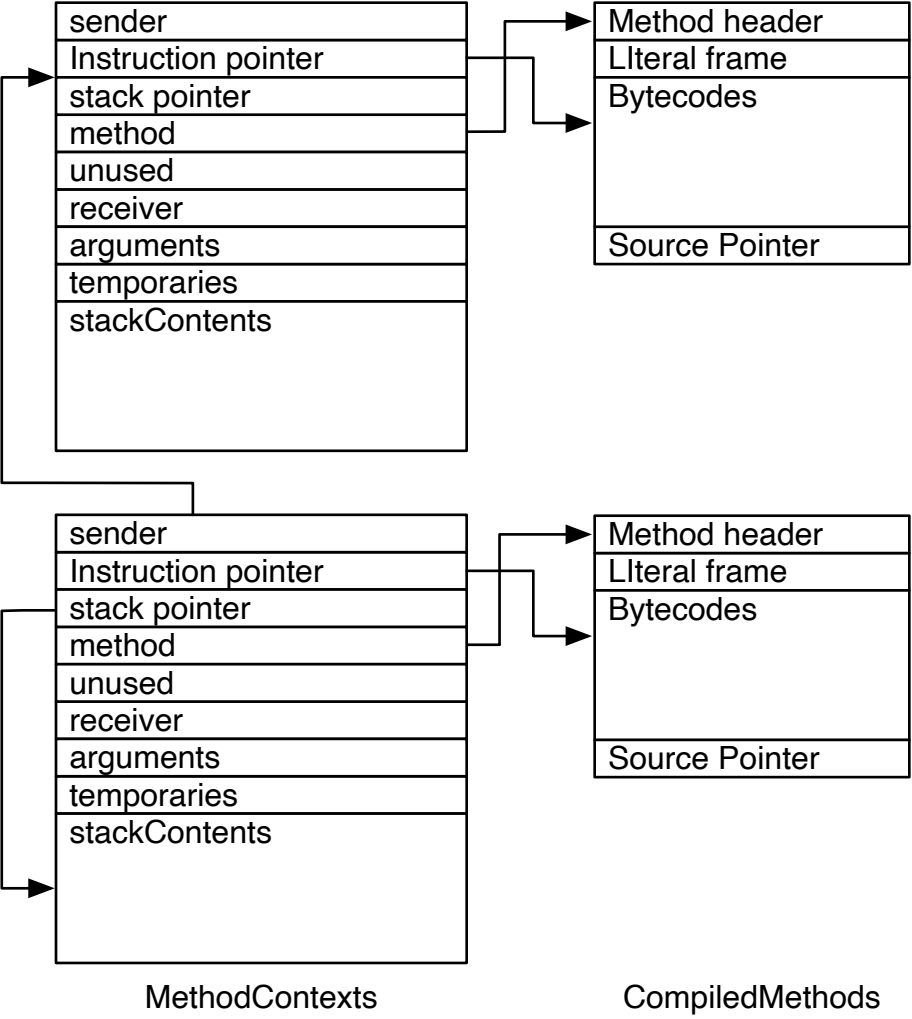 sender
Instruction pointer
stack pointer
method
unused
receiver
arguments
temporaries
stackContents
Method header
LIteral frame
Bytecodes
Source Pointer
sender
Instruction pointer
stack pointer
method
unused
receiver
arguments
temporaries
stackContents
Method header
LIteral frame
Bytecodes
Source Pointer
MethodContexts
CompiledMethods